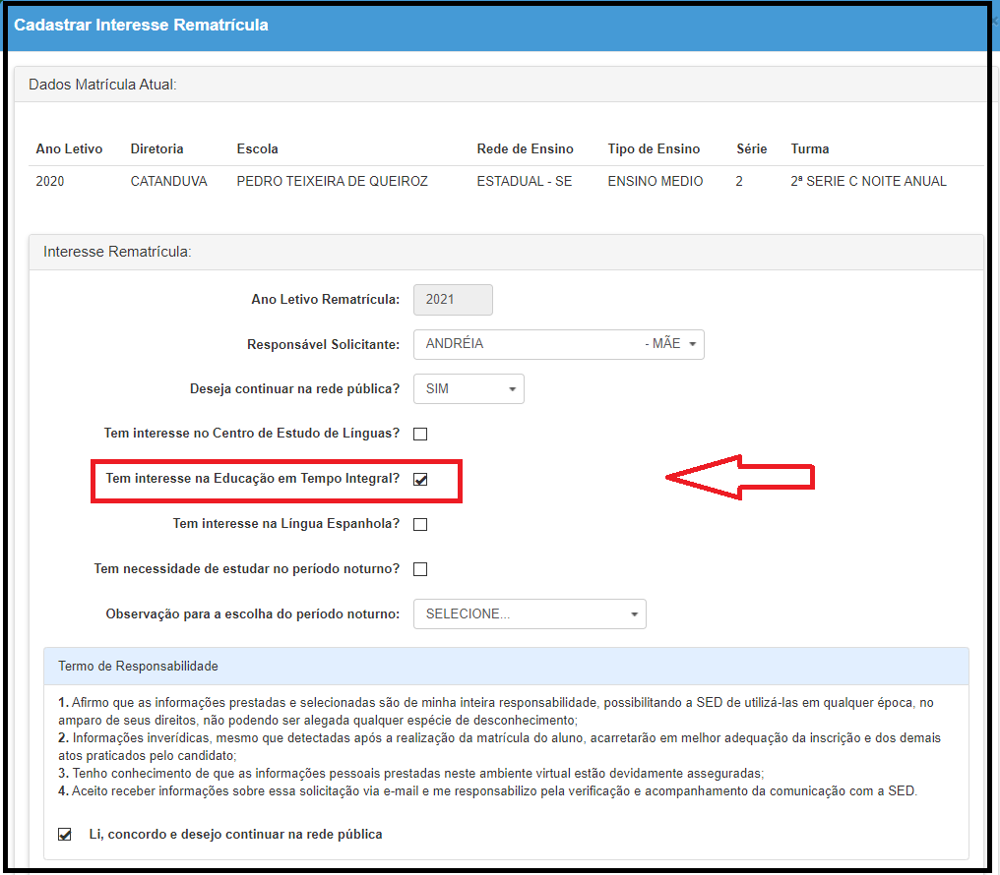 Cadastrar Interesse Rematrícula
Dados Matrícula Atual:
Ano Letivo Diretoria Escola Rede de Ensino Tipo de Ensino Série Turma
2020 CATANDUVA PEDRO TEIXEIRA DE QUEIROZ ESTADUAL - SE ENSINO MEDIO 2 2ª SERIE C NOITE ANUAL
Interesse Rematrícula:
Ano Letivo Rematrícula: 2021
Responsável Solicitante: ANDRÉIA - MÃE
Deseja continuar na rede pública? SIM
Tem interesse no Centro de Estudo de Línguas?
Tem interesse na Educação em Tempo Integral?
Tem interesse na Língua Espanhola?
Tem necessidade de estudar no período noturno?
Observação para a escolha do período noturno: SELECIONE...
Termo de Responsabilidade
1. Afirmo que as informações prestadas e selecionadas são de minha inteira responsabilidade, possibilitando a SED de utilizá-las em qualquer época, no
amparo de seus direitos, não podendo ser alegada qualquer espécie de desconhecimento;
2. Informações inverídicas, mesmo que detectadas após a realização da matrícula do aluno, acarretarão em melhor adequação da inscrição e dos demais
atos praticados pelo candidato;
3. Tenho conhecimento de que as informações pessoais prestadas neste ambiente virtual estão devidamente asseguradas;
4. Aceito receber informações sobre essa solicitação via e-mail e me responsabilizo pela verificação e acompanhamento da comunicação com a SED.
Li, concordo e desejo continuar na rede pública